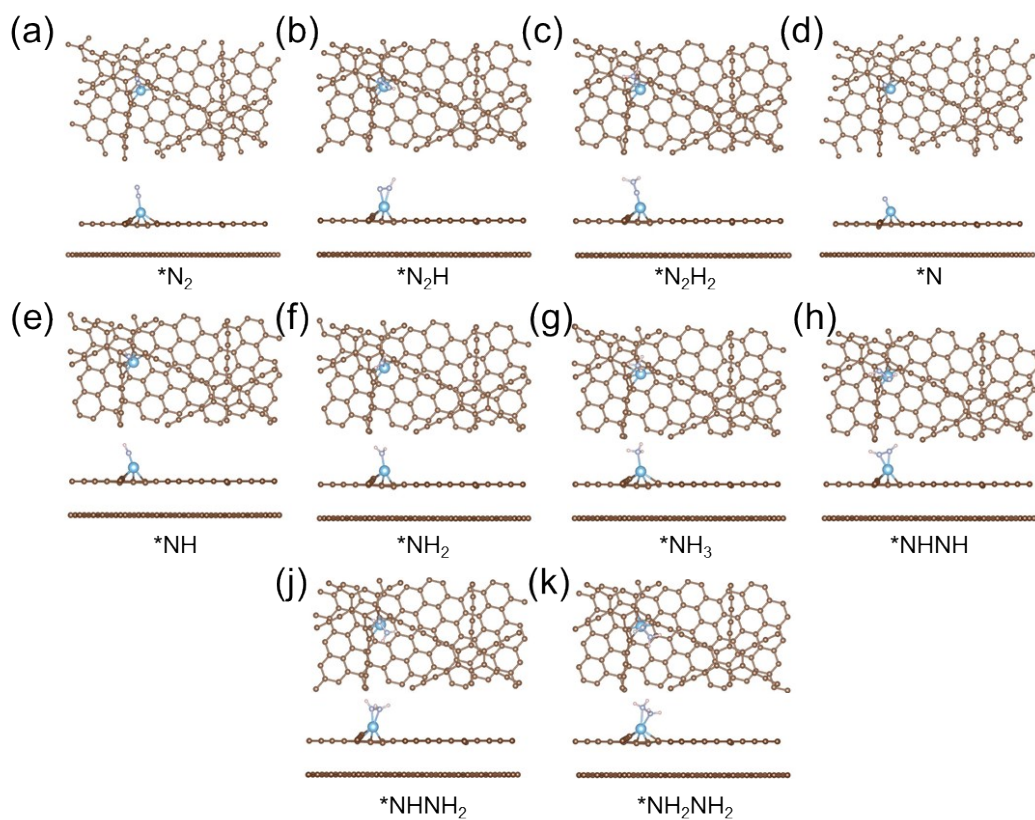 (a) (b) (c) (d)
*N₂ *N₂H *N₂H₂ *N
(e) (f) (g) (h)
*NH *NH₂ *NH₃ *NHNH
(j) (k)
*NHNH₂ *NH₂NH₂